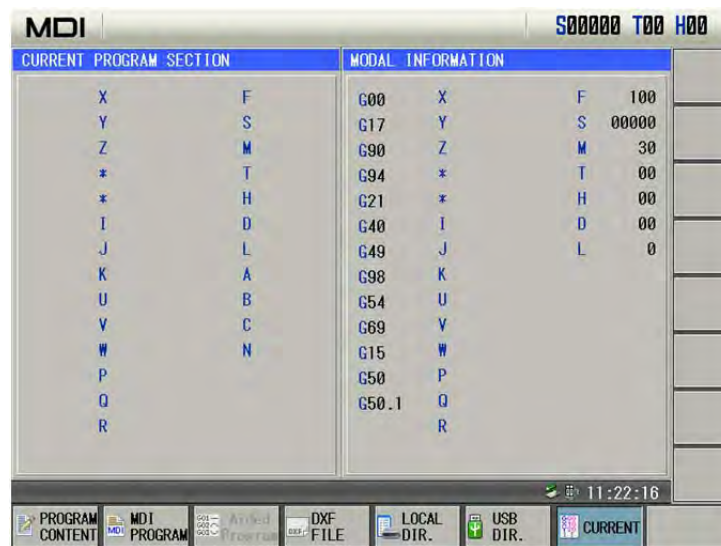 MDI S00000 T00 H00
CURRENT PROGRAM SECTION MODAL INFORMATION
X F G00 X F 100
Y S G17 Y S 00000
Z M G90 Z M 30
* T G94 * T 00
* H G21 * H 00
I D G40 I D 00
J L G49 J L 0
K A G98 K
U B G54 U
V C G69 V
W N G15 W
P G50 P
Q G50.1 Q
R R
11:22:16
PROGRAM MDI Aided DXF LOCAL USB CURRENT
CONTENT PROGRAM Program FILE DIR. DIR.